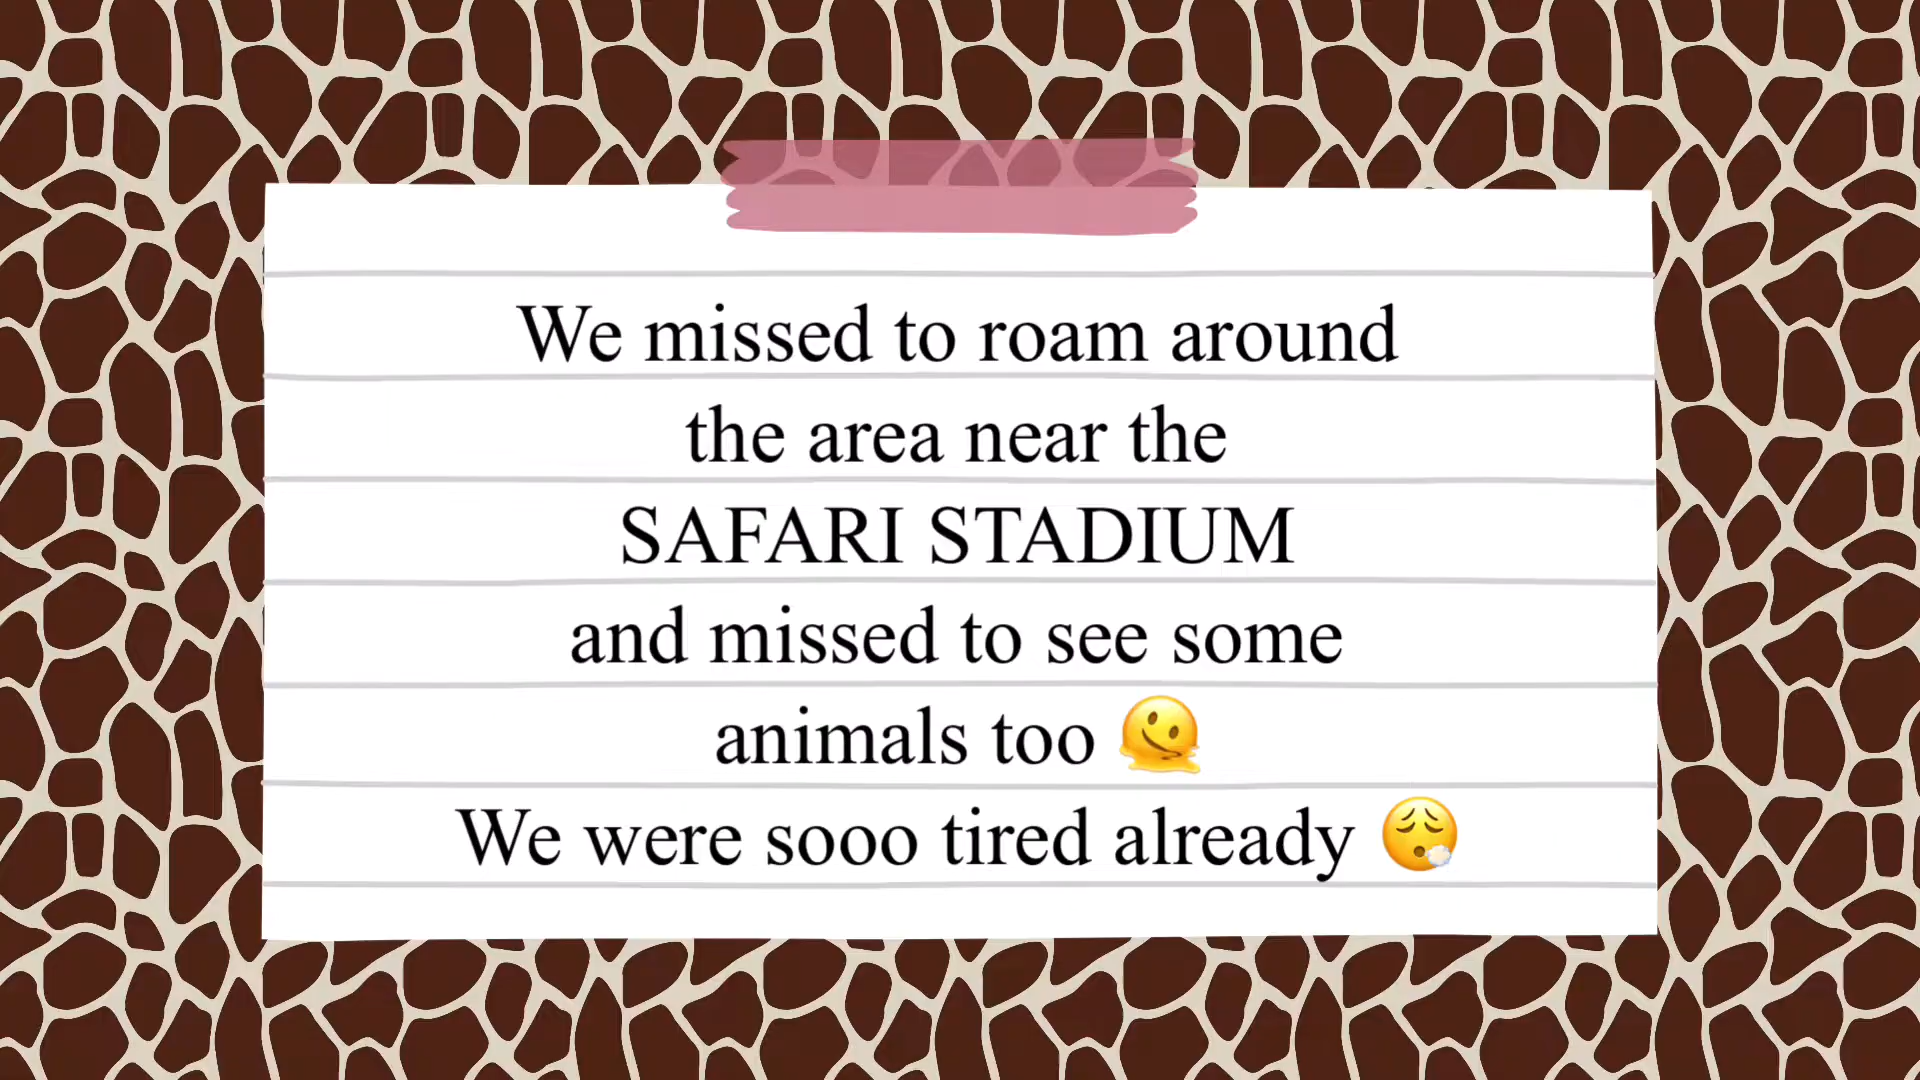 We missed to roam around
the area near the
SAFARI STADIUM
and missed to see some
animals too 🫠
We were sooo tired already 😮‍💨